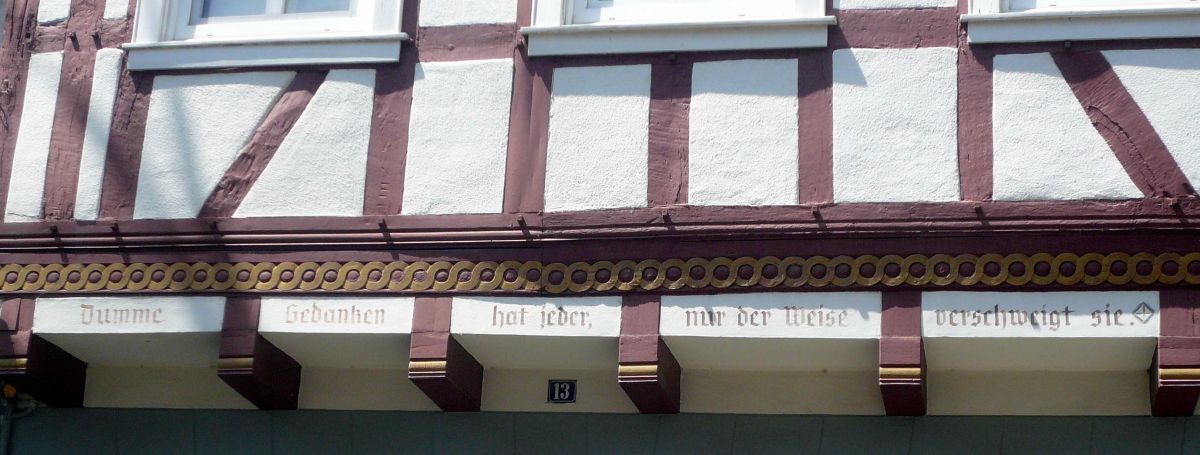 Dumme Gedanken hat jeder, nur der Weise verschweigt sie.
13